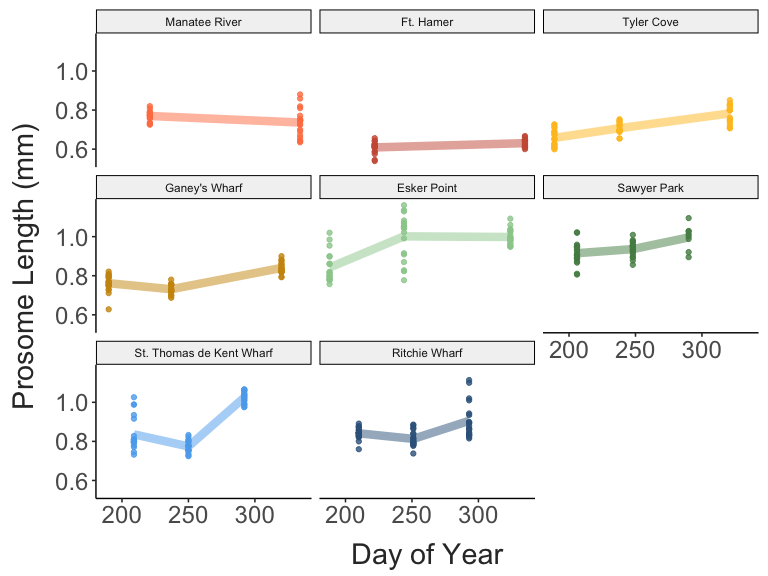 Manatee River
Ft. Hamer
Tyler Cove
1.0
0.8
0.6
Ganey's Wharf
Esker Point
Sawyer Park
1.0
0.8
0.6
200 250 300
St. Thomas de Kent Wharf
Ritchie Wharf
1.0
0.8
0.6
200 250 300
200 250 300
Prosome Length (mm)
Day of Year